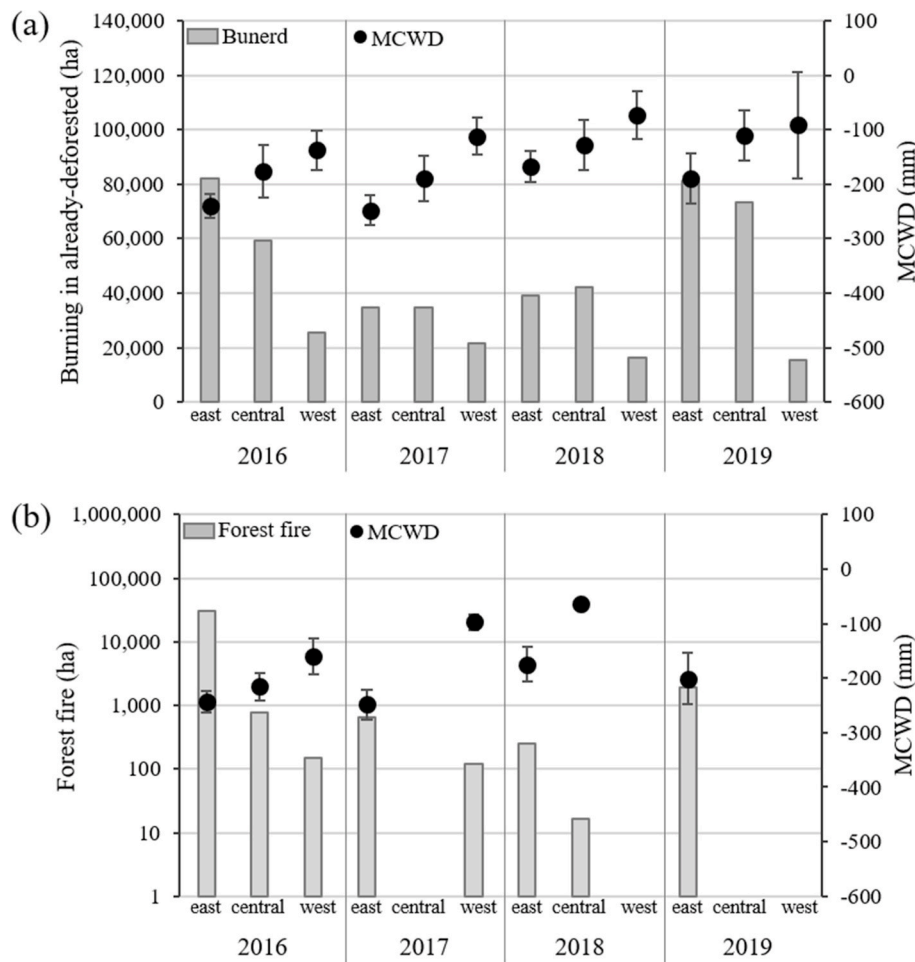 (a)
Bunerd
MCWD
Burning in already-deforested (ha)
140,000
120,000
100,000
80,000
60,000
40,000
20,000
0
100
0
-100
-200
-300
-400
-500
-600
MCWD (mm)
east central west east central west east central west east central west
2016 2017 2018 2019
(b)
Forest fire
MCWD
Forest fire (ha)
1,000,000
100,000
10,000
1,000
100
10
1
100
0
-100
-200
-300
-400
-500
-600
MCWD (mm)
east central west east central west east central west east central west
2016 2017 2018 2019